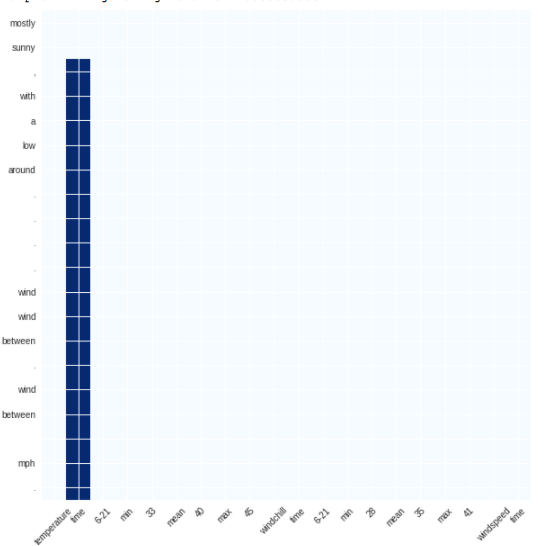 mostly
sunny
,
with
a
low
around
.
.
.
.
wind
wind
between
.
wind
between
mph
.
temperature
time
6-21
min
33
mean
40
max
45
windchill
time
6-21
min
28
mean
35
max
41
windspeed
time